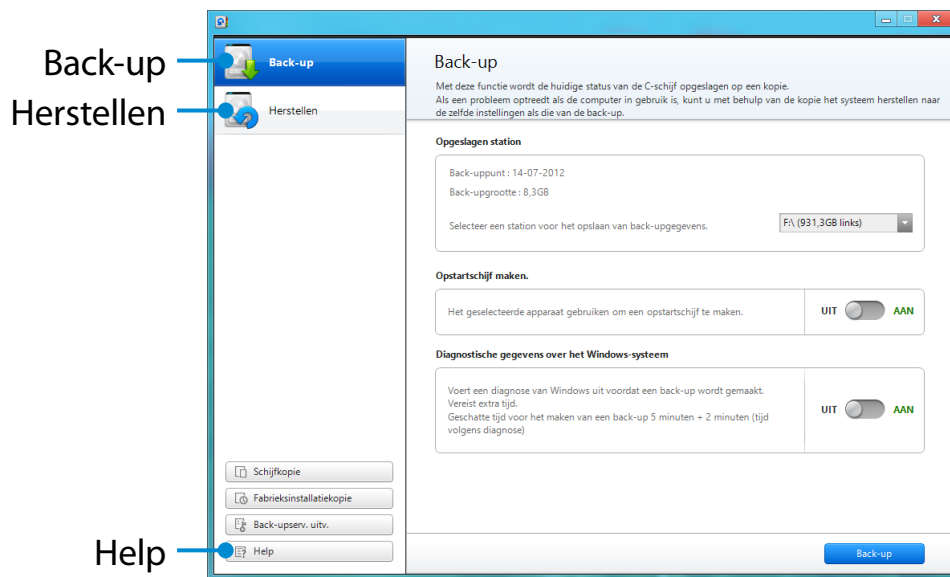 Back-up
Herstellen
Help
Back-up
Herstellen
Schijfkopie
Fabrieksinstallatiekopie
Back-upserv. uitv.
Help
Back-up
Met deze functie wordt de huidige status van de C-schijf opgeslagen op een kopie.
Als een probleem optreedt als de computer in gebruik is, kunt u met behulp van de kopie het systeem herstellen naar
de zelfde instellingen als die van de back-up.
Opgeslagen station
Back-uppunt : 14-07-2012
Back-upgrootte : 8,3GB
Selecteer een station voor het opslaan van back-upgegevens.
F:\ (931,3GB links)
Opstartschijf maken.
Het geselecteerde apparaat gebruiken om een opstartschijf te maken.
UIT AAN
Diagnostische gegevens over het Windows-systeem
Voert een diagnose van Windows uit voordat een back-up wordt gemaakt.
Vereist extra tijd.
Geschatte tijd voor het maken van een back-up 5 minuten + 2 minuten (tijd
volgens diagnose)
UIT AAN
Back-up